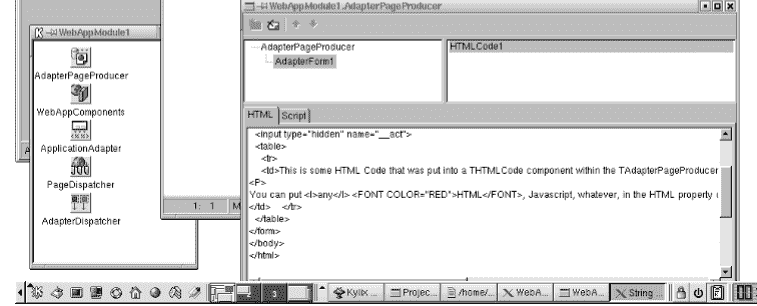 WebAppModule1.AdapterPageProducer
WebAppModule1
AdapterPageProducer
WebAppComponents
ApplicationAdapter
PageDispatcher
AdapterDispatcher
AdapterPageProducer
AdapterForm1
HTMLCode1
HTML Script
<input type="hidden" name="__act">
<table>
<tr>
<td>This is some HTML Code that was put into a THTMLCode component within the TAdapterPageProducer
<P>
You can put <I>any</I> <FONT COLOR="RED">HTML</FONT>, Javascript, whatever, in the HTML property
</td> </tr>
</table>
</form>
</body>
</html>
1: 1 M
Kylix ... Projec... /home/... WebA... WebA... String...